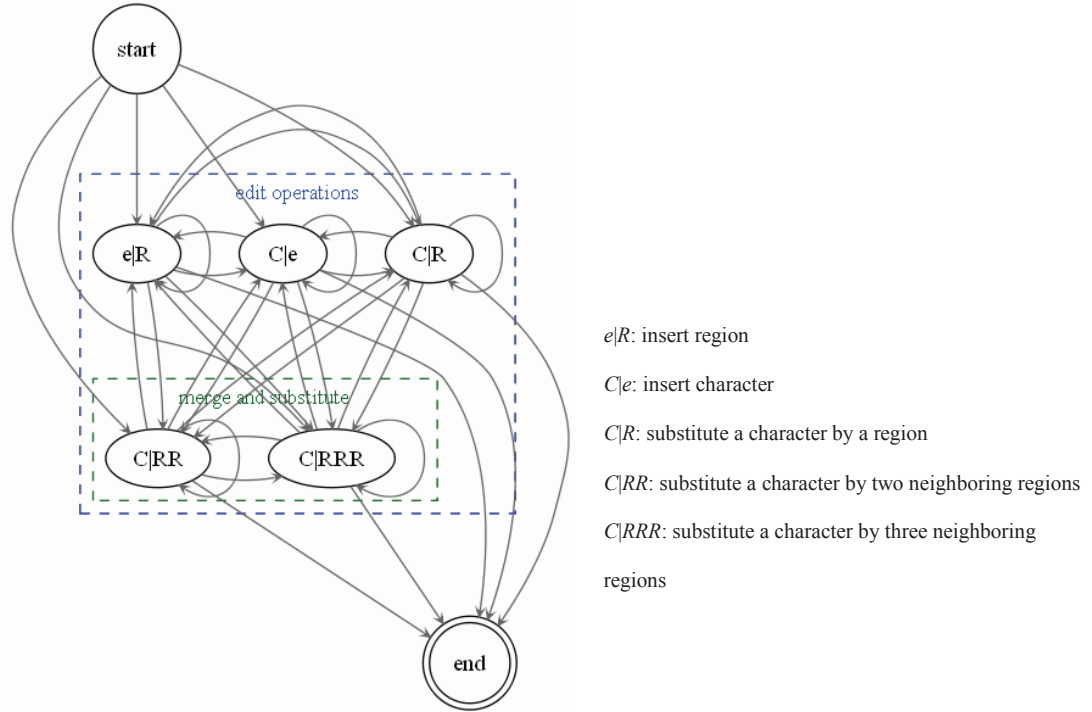 start
edit operations
e|R
C|e
C|R
merge and substitute
C|RR
C|RRR
end
e|R: insert region
C|e: insert character
C|R: substitute a character by a region
C|RR: substitute a character by two neighboring regions
C|RRR: substitute a character by three neighboring
regions